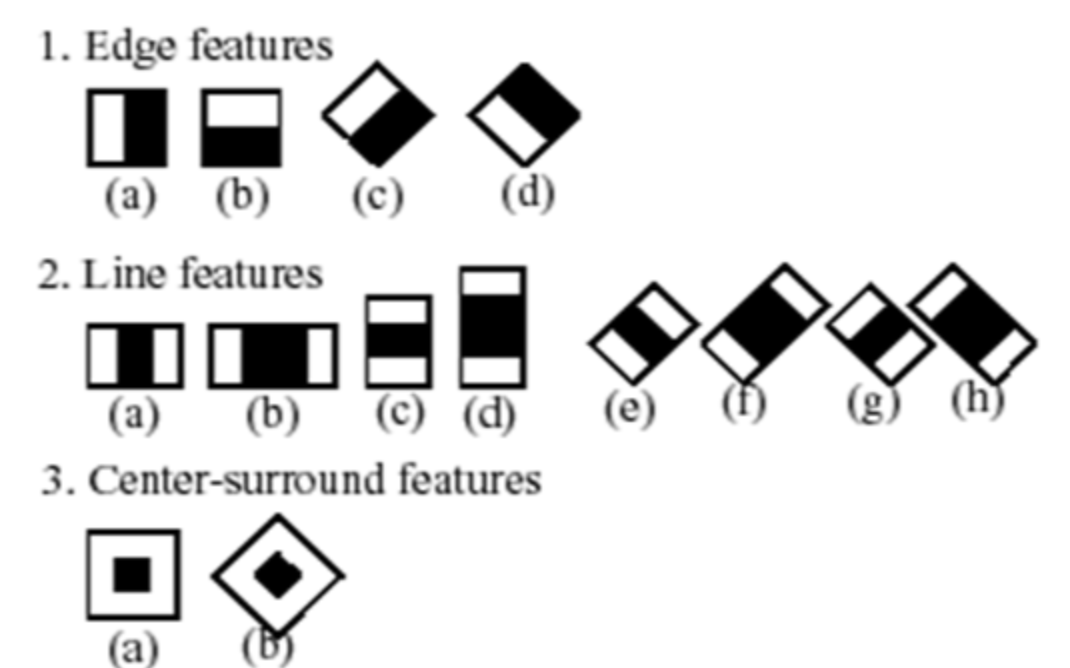 1. Edge features
(a) (b) (c) (d)
2. Line features
(a) (b) (c) (d) (e) (f) (g) (h)
3. Center-surround features
(a) (b)